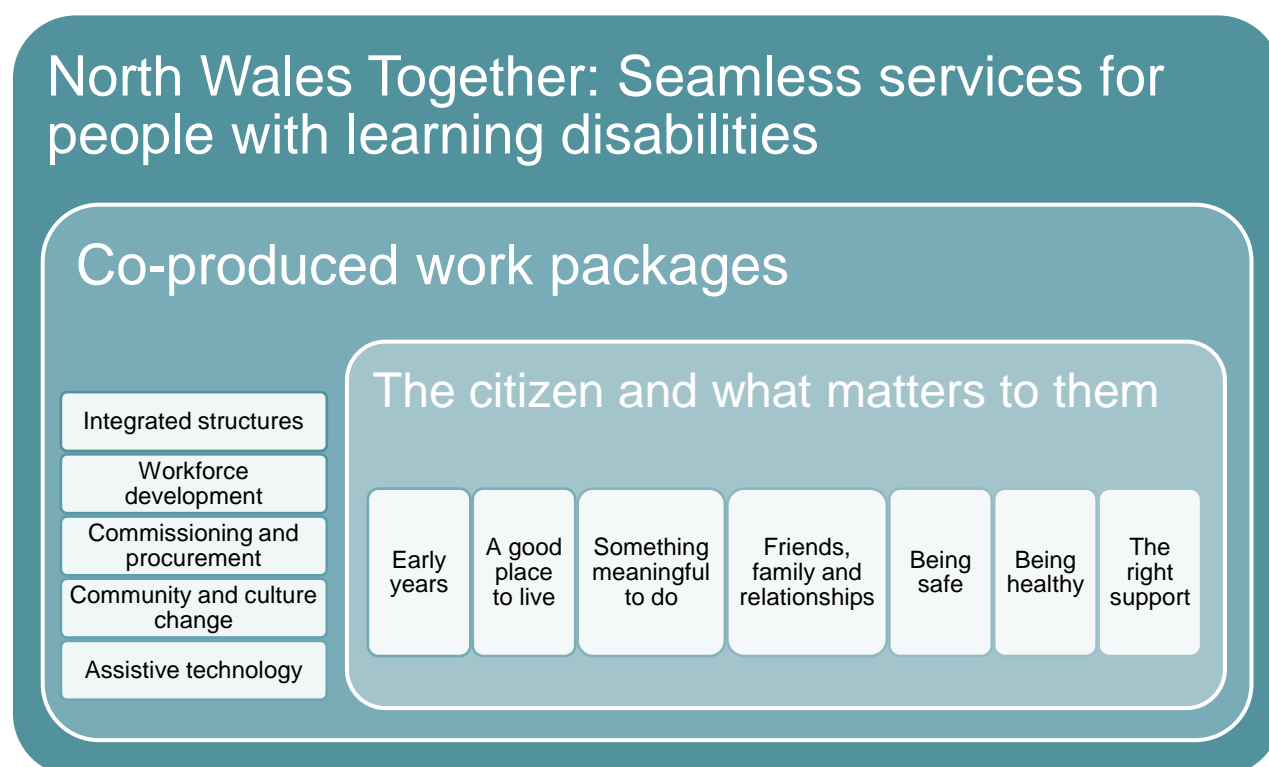 North Wales Together: Seamless services for
people with learning disabilities
Co-produced work packages
Integrated structures
Workforce
development
Commissioning and
procurement
Community and culture
change
Assistive technology
The citizen and what matters to them
Early
years
A good
place
to live
Something
meaningful
to do
Friends,
family and
relationships
Being
safe
Being
healthy
The
right
support